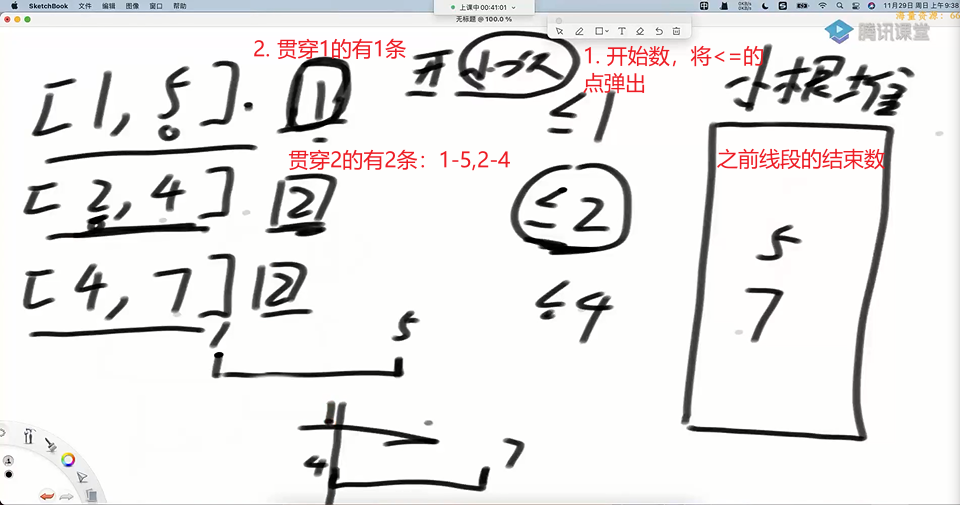 SketchBook 文件 编辑 图像 窗口 帮助
上课中 00:41:01
11月29日 周日 上午9:38
无标题 @ 100.0 %
海量资源：66
腾讯课堂
2. 贯穿1的有1条
1. 开始数，将<=的
点弹出
[1, 5]. 1
≤1
小根堆
贯穿2的有2条：1-5,2-4
之前线段的结束数
[2, 4] 2
≤2
5
[4, 7] 2
≤4
7
1 5
4 7